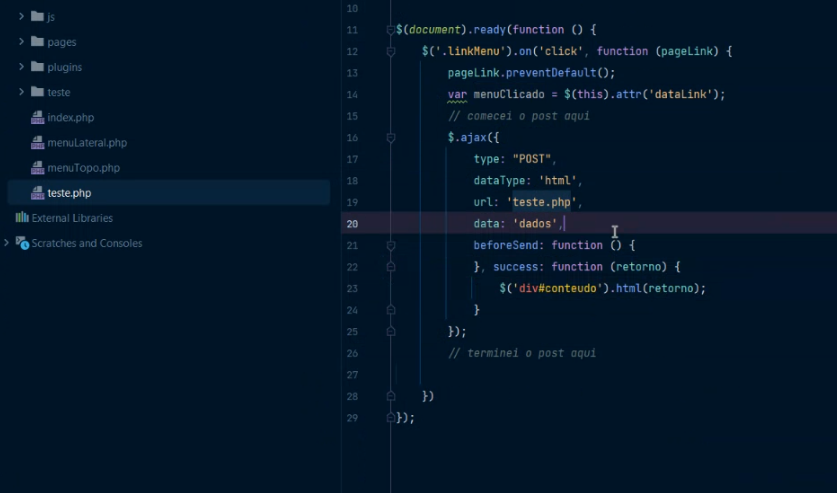 js
pages
plugins
teste
index.php
menuLateral.php
menuTopo.php
teste.php
External Libraries
Scratches and Consoles
10
11 $(document).ready(function () {
12 $('.linkMenu').on('click', function (pageLink) {
13 pageLink.preventDefault();
14 var menuClicado = $(this).attr('dataLink');
15 // comecei o post aqui
16 $.ajax({
17 type: "POST",
18 dataType: 'html',
19 url: 'teste.php',
20 data: 'dados',
21 beforeSend: function () {
22 }, success: function (retorno) {
23 $('div#conteudo').html(retorno);
24 }
25 });
26 // terminei o post aqui
27
28 })
29 });